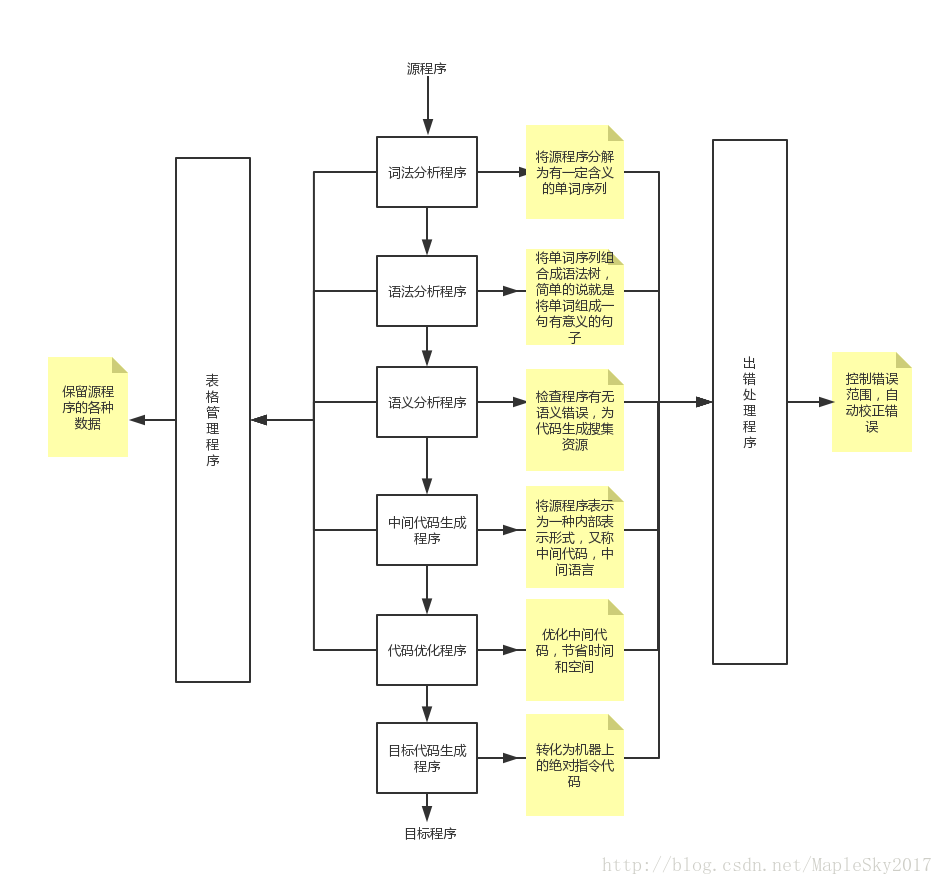 源程序
词法分析程序
将源程序分解
为有一定含义
的单词序列
语法分析程序
将单词序列组
合成语法树，
简单的说就是
将单词组成一
句有意义的句
子
语义分析程序
检查程序有无
语义错误，为
代码生成搜集
资源
中间代码生成
程序
将源程序表示
为一种内部表
示形式，又称
中间代码，中
间语言
代码优化程序
优化中间代
码，节省时间
和空间
目标代码生成
程序
转化为机器上
的绝对指令代
码
目标程序
保留源程
序的各种
数据
表
格
管
理
程
序
出
错
处
理
程
序
控制错误
范围，自
动校正错
误
http://blog.csdn.net/MapleSky2017